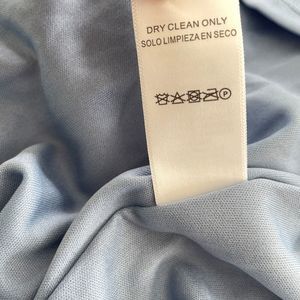 DRY CLEAN ONLY
SOLO LIMPIEZA EN SECO
P